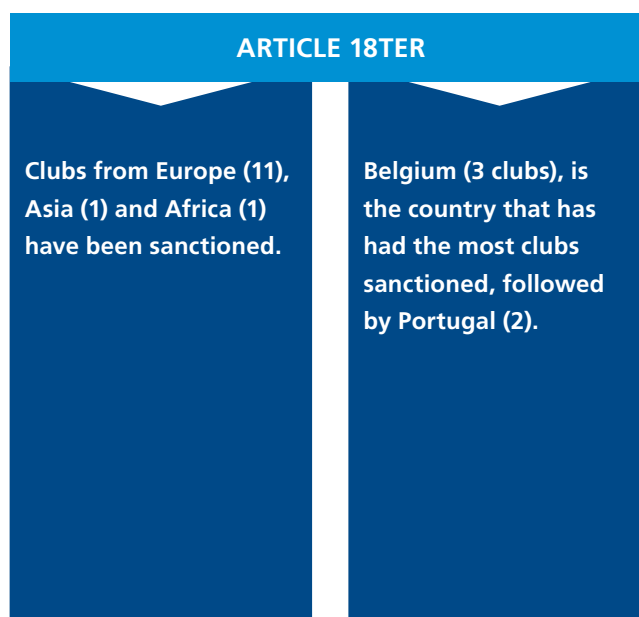 ARTICLE 18TER
Clubs from Europe (11),
Asia (1) and Africa (1)
have been sanctioned.
Belgium (3 clubs), is
the country that has
had the most clubs
sanctioned, followed
by Portugal (2).